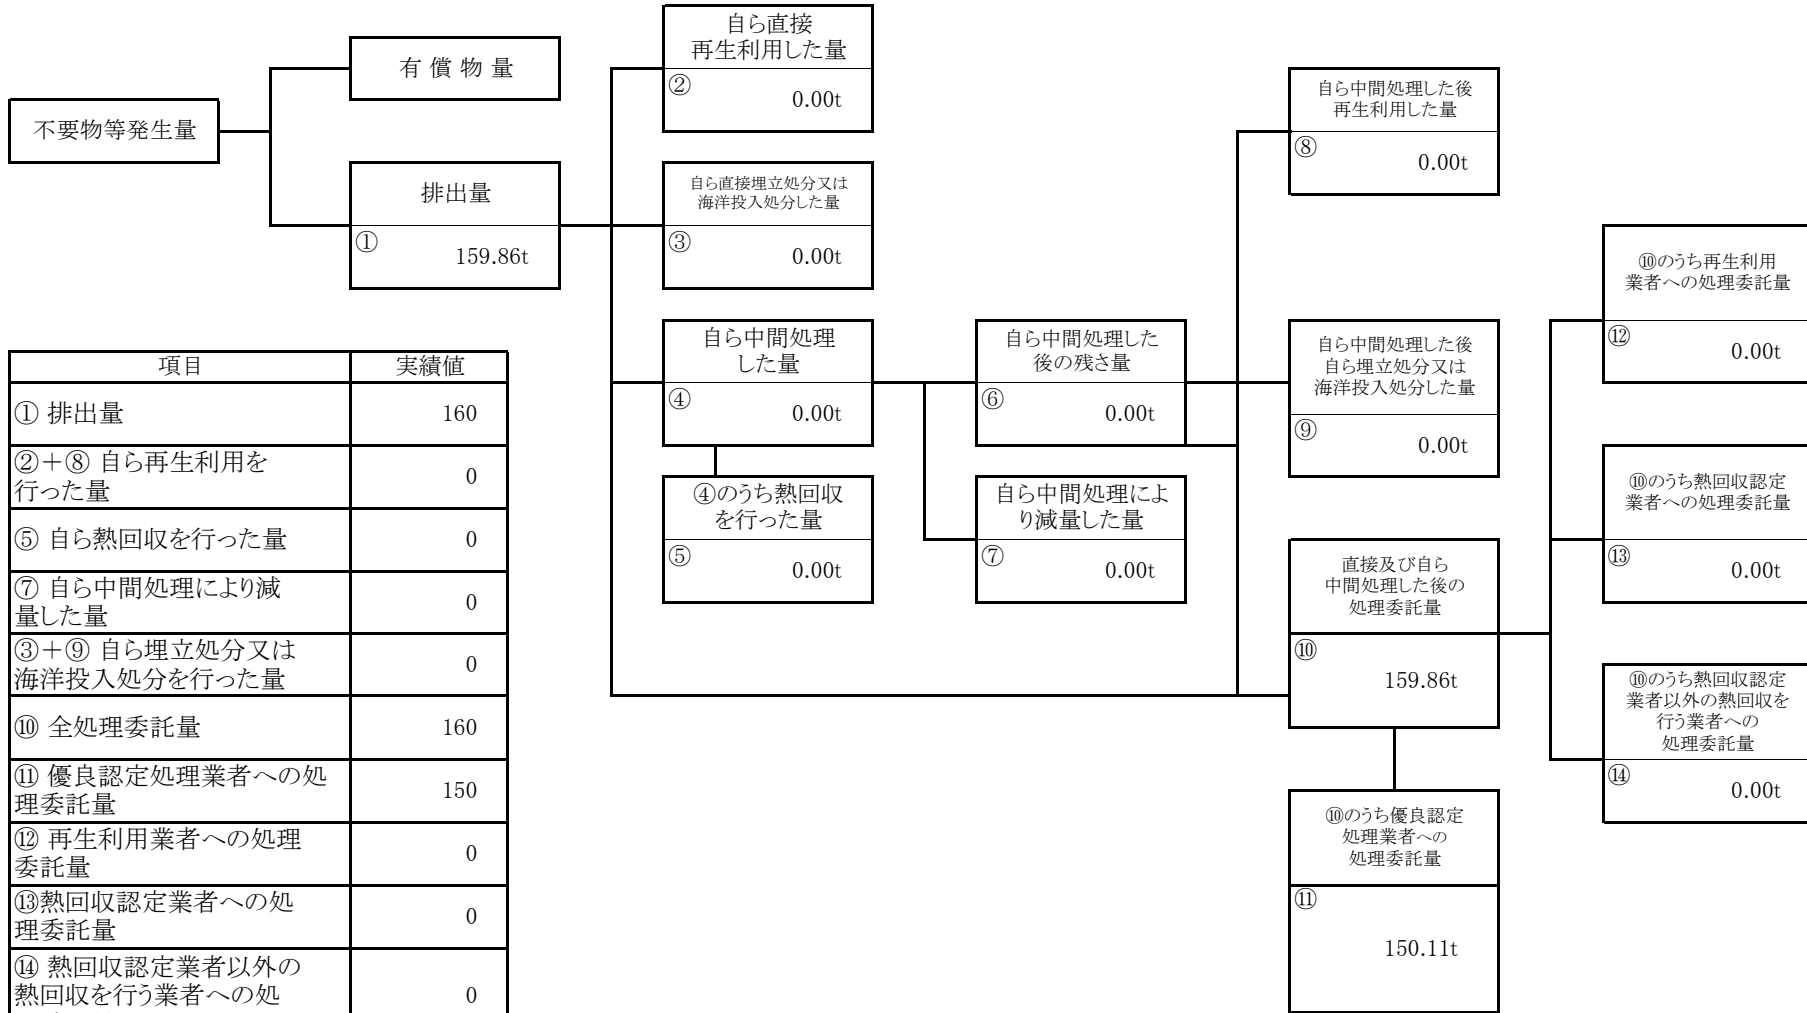 不要物等発生量
有 償 物 量
排出量
①
159.86t
自ら直接
再生利用した量
②
0.00t
自ら直接埋立処分又は
海洋投入処分した量
③
0.00t
自ら中間処理
した量
④
0.00t
④のうち熱回収
を行った量
⑤
0.00t
自ら中間処理した
後の残さ量
⑥
0.00t
自ら中間処理によ
り減量した量
⑦
0.00t
自ら中間処理した後
再生利用した量
⑧
0.00t
自ら中間処理した後
自ら埋立処分又は
海洋投入処分した量
⑨
0.00t
直接及び自ら
中間処理した後の
処理委託量
⑩
159.86t
⑩のうち優良認定
処理業者への
処理委託量
⑪
150.11t
⑩のうち再生利用
業者への処理委託量
⑫
0.00t
⑩のうち熱回収認定
業者への処理委託量
⑬
0.00t
⑩のうち熱回収認定
業者以外の熱回収を
行う業者への
処理委託量
⑭
0.00t
項目 実績値
① 排出量 160
②＋⑧ 自ら再生利用を
行った量 0
⑤ 自ら熱回収を行った量 0
⑦ 自ら中間処理により減
量した量 0
③＋⑨ 自ら埋立処分又は
海洋投入処分を行った量 0
⑩ 全処理委託量 160
⑪ 優良認定処理業者への処
理委託量 150
⑫ 再生利用業者への処理
委託量 0
⑬熱回収認定業者への処
理委託量 0
⑭ 熱回収認定業者以外の
熱回収を行う業者への処 0